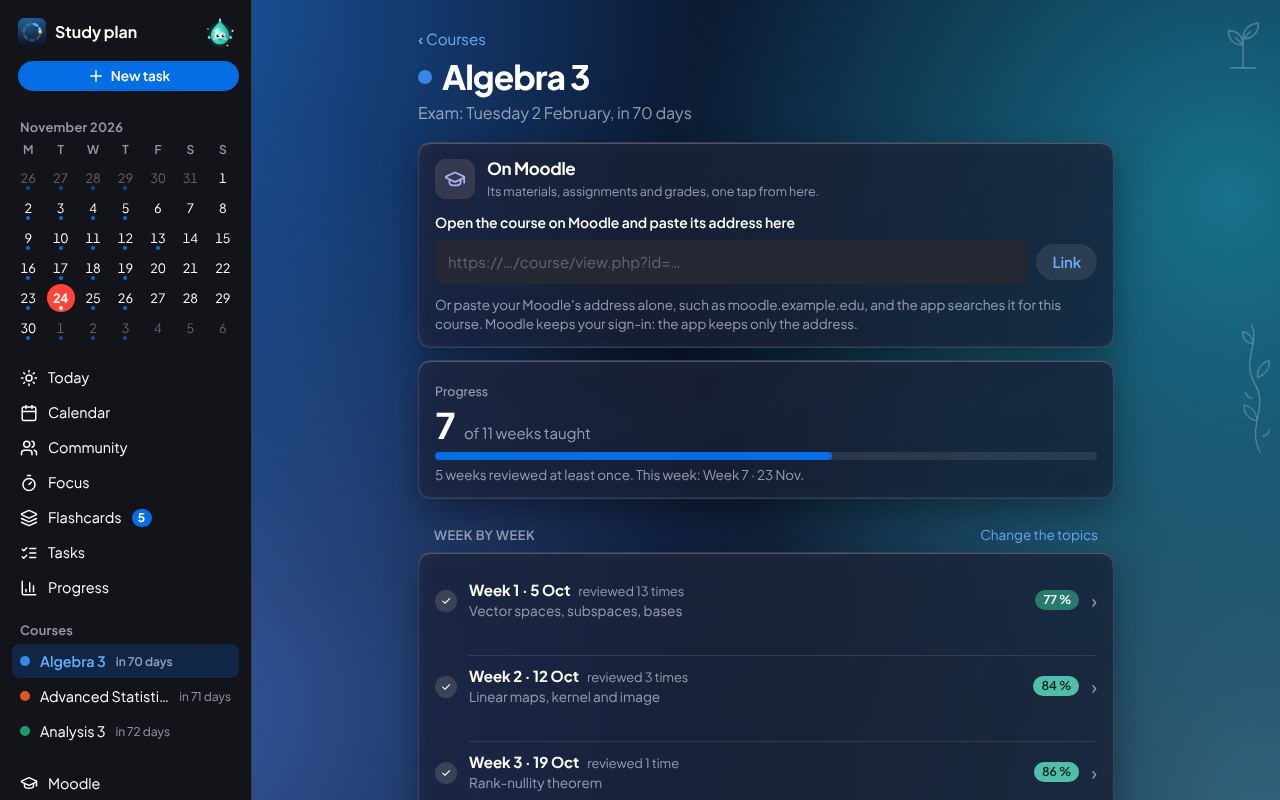 Study plan
New task
November 2026
M T W T F S S
26 27 28 29 30 31 1
2 3 4 5 6 7 8
9 10 11 12 13 14 15
16 17 18 19 20 21 22
23 24 25 26 27 28 29
30 1 2 3 4 5 6
Today
Calendar
Community
Focus
Flashcards 5
Tasks
Progress
Courses
Algebra 3 in 70 days
Advanced Statisti... in 71 days
Analysis 3 in 72 days
Moodle
‹ Courses
Algebra 3
Exam: Tuesday 2 February, in 70 days
On Moodle
Its materials, assignments and grades, one tap from here.
Open the course on Moodle and paste its address here
https://.../course/view.php?id=...
Link
Or paste your Moodle's address alone, such as moodle.example.edu, and the app searches it for this
course. Moodle keeps your sign-in: the app keeps only the address.
Progress
7 of 11 weeks taught
5 weeks reviewed at least once. This week: Week 7 · 23 Nov.
WEEK BY WEEK
Change the topics
Week 1 · 5 Oct reviewed 13 times
77 % ›
Vector spaces, subspaces, bases
Week 2 · 12 Oct reviewed 3 times
84 % ›
Linear maps, kernel and image
Week 3 · 19 Oct reviewed 1 time
86 % ›
Rank-nullity theorem